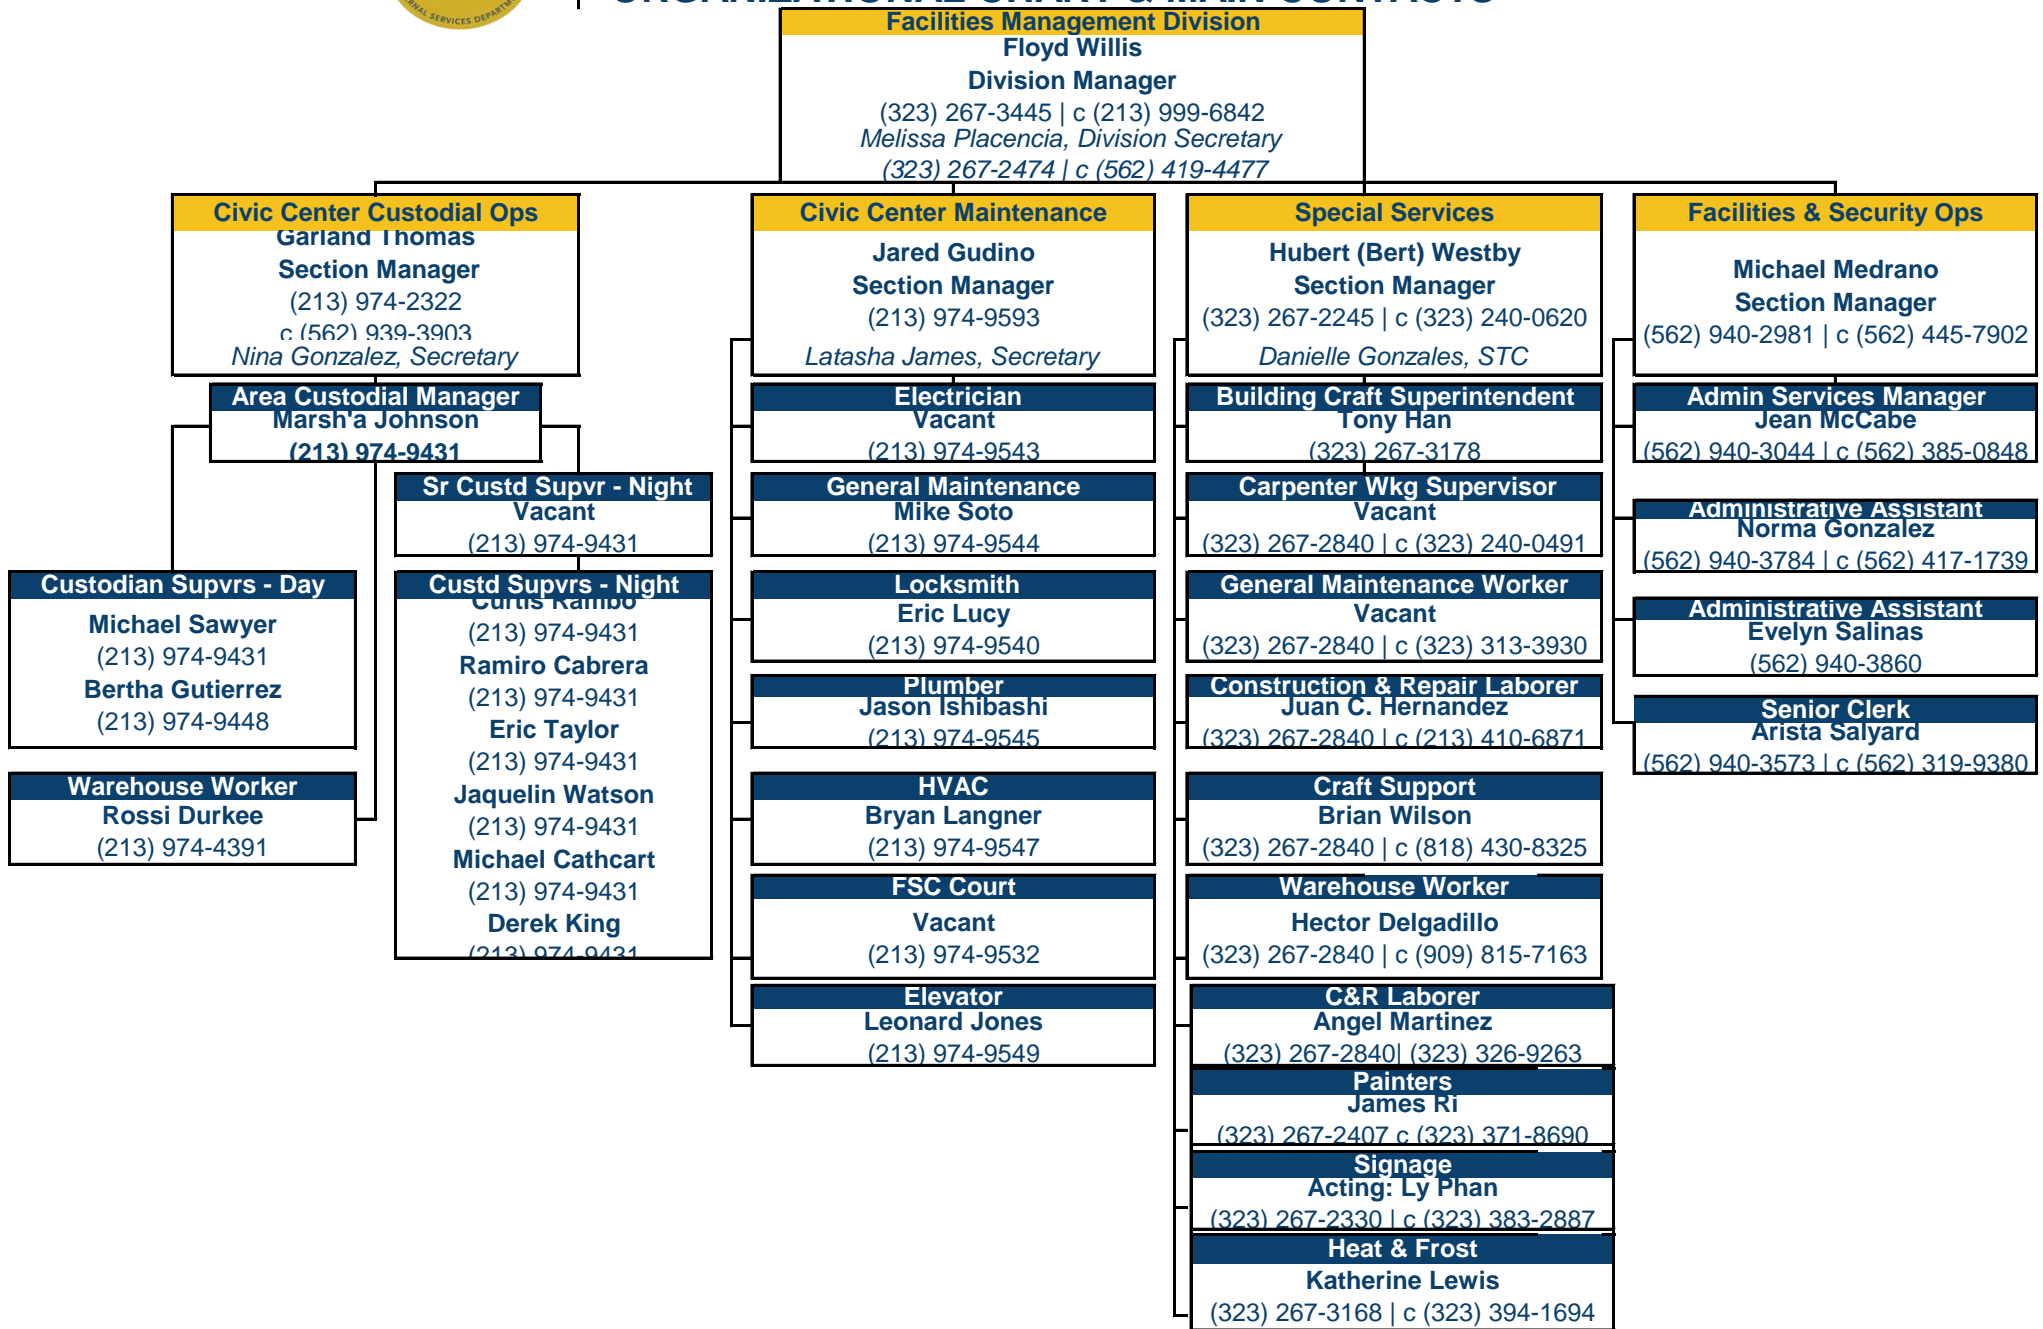 ERNAL SERVICES DEPARTM
ORGANIZATIONAL CHART & MAIN CONTACTS
Facilities Management Division
Floyd Willis
Division Manager
(323) 267-3445 | c (213) 999-6842
Melissa Placencia, Division Secretary
(323) 267-2474 | c (562) 419-4477
Civic Center Custodial Ops
Garland Thomas
Section Manager
(213) 974-2322
c (562) 939-3903
Nina Gonzalez, Secretary
Area Custodial Manager
Marsh'a Johnson
(213) 974-9431
Sr Custd Supvr - Night
Vacant
(213) 974-9431
Custodian Supvrs - Day
Michael Sawyer
(213) 974-9431
Bertha Gutierrez
(213) 974-9448
Warehouse Worker
Rossi Durkee
(213) 974-4391
Custd Supvrs - Night
Curtis Rambo
(213) 974-9431
Ramiro Cabrera
(213) 974-9431
Eric Taylor
(213) 974-9431
Jaquelin Watson
(213) 974-9431
Michael Cathcart
(213) 974-9431
Derek King
(213) 974-9431
Civic Center Maintenance
Jared Gudino
Section Manager
(213) 974-9593
Latasha James, Secretary
Electrician
Vacant
(213) 974-9543
General Maintenance
Mike Soto
(213) 974-9544
Locksmith
Eric Lucy
(213) 974-9540
Plumber
Jason Ishibashi
(213) 974-9545
HVAC
Bryan Langner
(213) 974-9547
FSC Court
Vacant
(213) 974-9532
Elevator
Leonard Jones
(213) 974-9549
Special Services
Hubert (Bert) Westby
Section Manager
(323) 267-2245 | c (323) 240-0620
Danielle Gonzales, STC
Building Craft Superintendent
Tony Han
(323) 267-3178
Carpenter Wkg Supervisor
Vacant
(323) 267-2840 | c (323) 240-0491
General Maintenance Worker
Vacant
(323) 267-2840 | c (323) 313-3930
Construction & Repair Laborer
Juan C. Hernandez
(323) 267-2840 | c (213) 410-6871
Craft Support
Brian Wilson
(323) 267-2840 | c (818) 430-8325
Warehouse Worker
Hector Delgadillo
(323) 267-2840 | c (909) 815-7163
C&R Laborer
Angel Martinez
(323) 267-2840| (323) 326-9263
Painters
James Ri
(323) 267-2407 c (323) 371-8690
Signage
Acting: Ly Phan
(323) 267-2330 | c (323) 383-2887
Heat & Frost
Katherine Lewis
(323) 267-3168 | c (323) 394-1694
Facilities & Security Ops
Michael Medrano
Section Manager
(562) 940-2981 | c (562) 445-7902
Admin Services Manager
Jean McCabe
(562) 940-3044 | c (562) 385-0848
Administrative Assistant
Norma Gonzalez
(562) 940-3784 | c (562) 417-1739
Administrative Assistant
Evelyn Salinas
(562) 940-3860
Senior Clerk
Arista Salyard
(562) 940-3573 | c (562) 319-9380